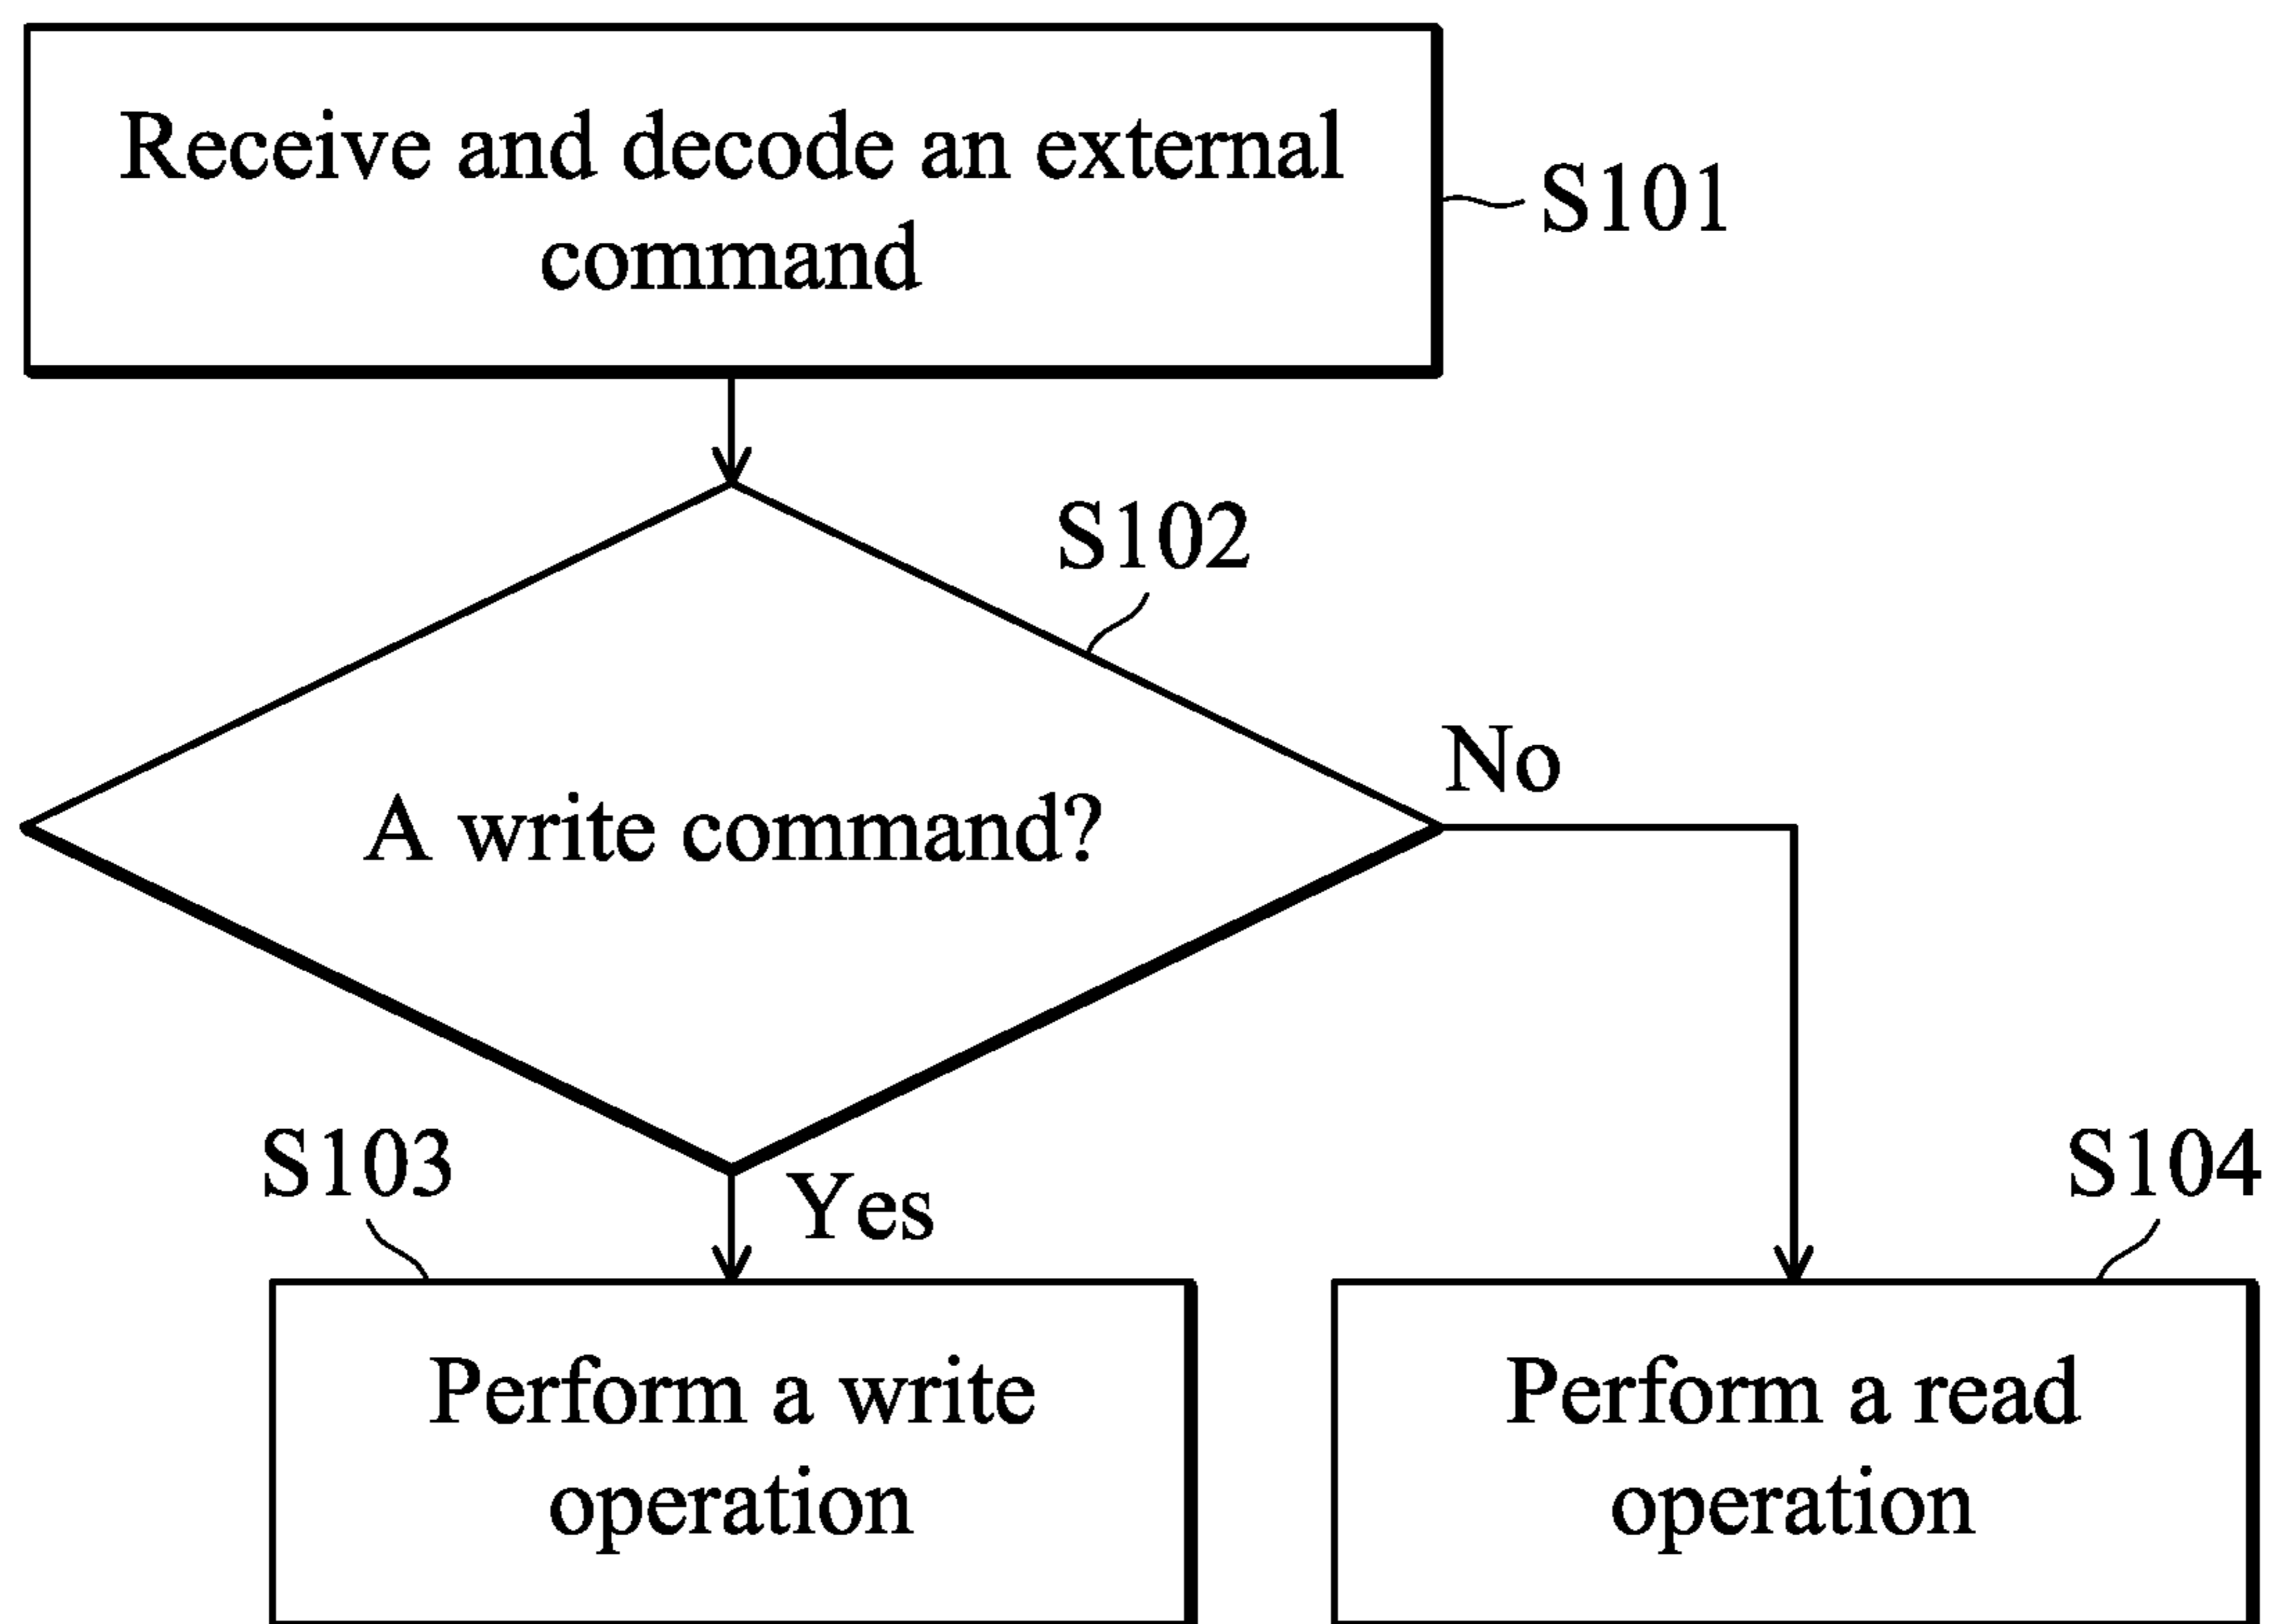 Receive and decode an external
command
S101
S102
A write command?
No
Yes
S103
Perform a write
operation
S104
Perform a read
operation